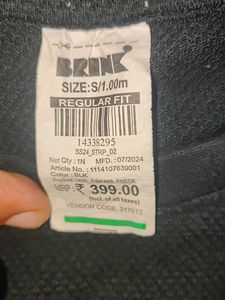 BRINK
SIZE:S/1.00m
REGULAR FIT
14338295
SS24_STRP_02
Net Qty : 1N MFD. : 07/2024
Article No. : 1114107639001
Color : BLK
MRP : ₹ 399.00
(Incl. of all taxes)
VENDOR CODE: 217612